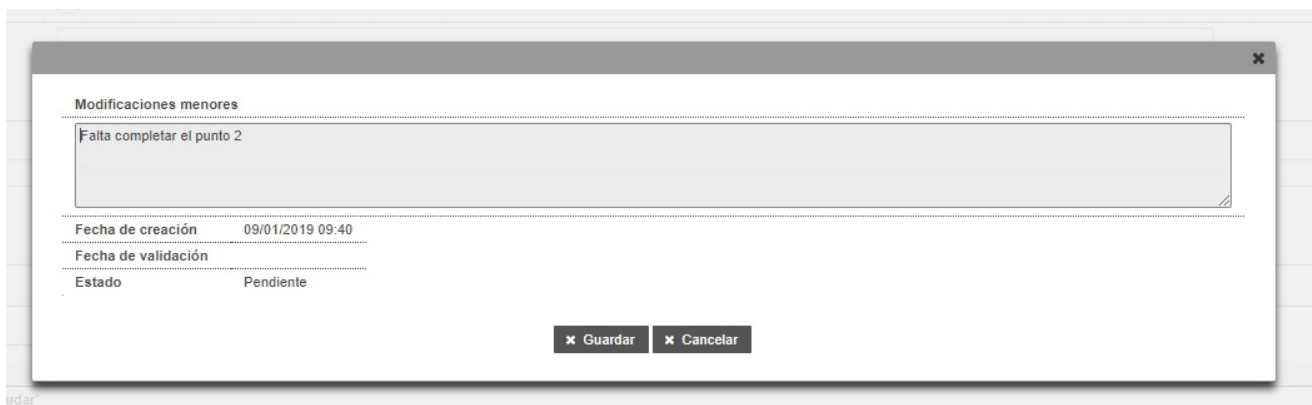 Modificaciones menores
Falta completar el punto 2
Fecha de creación 09/01/2019 09:40
Fecha de validación
Estado Pendiente
Guardar Cancelar